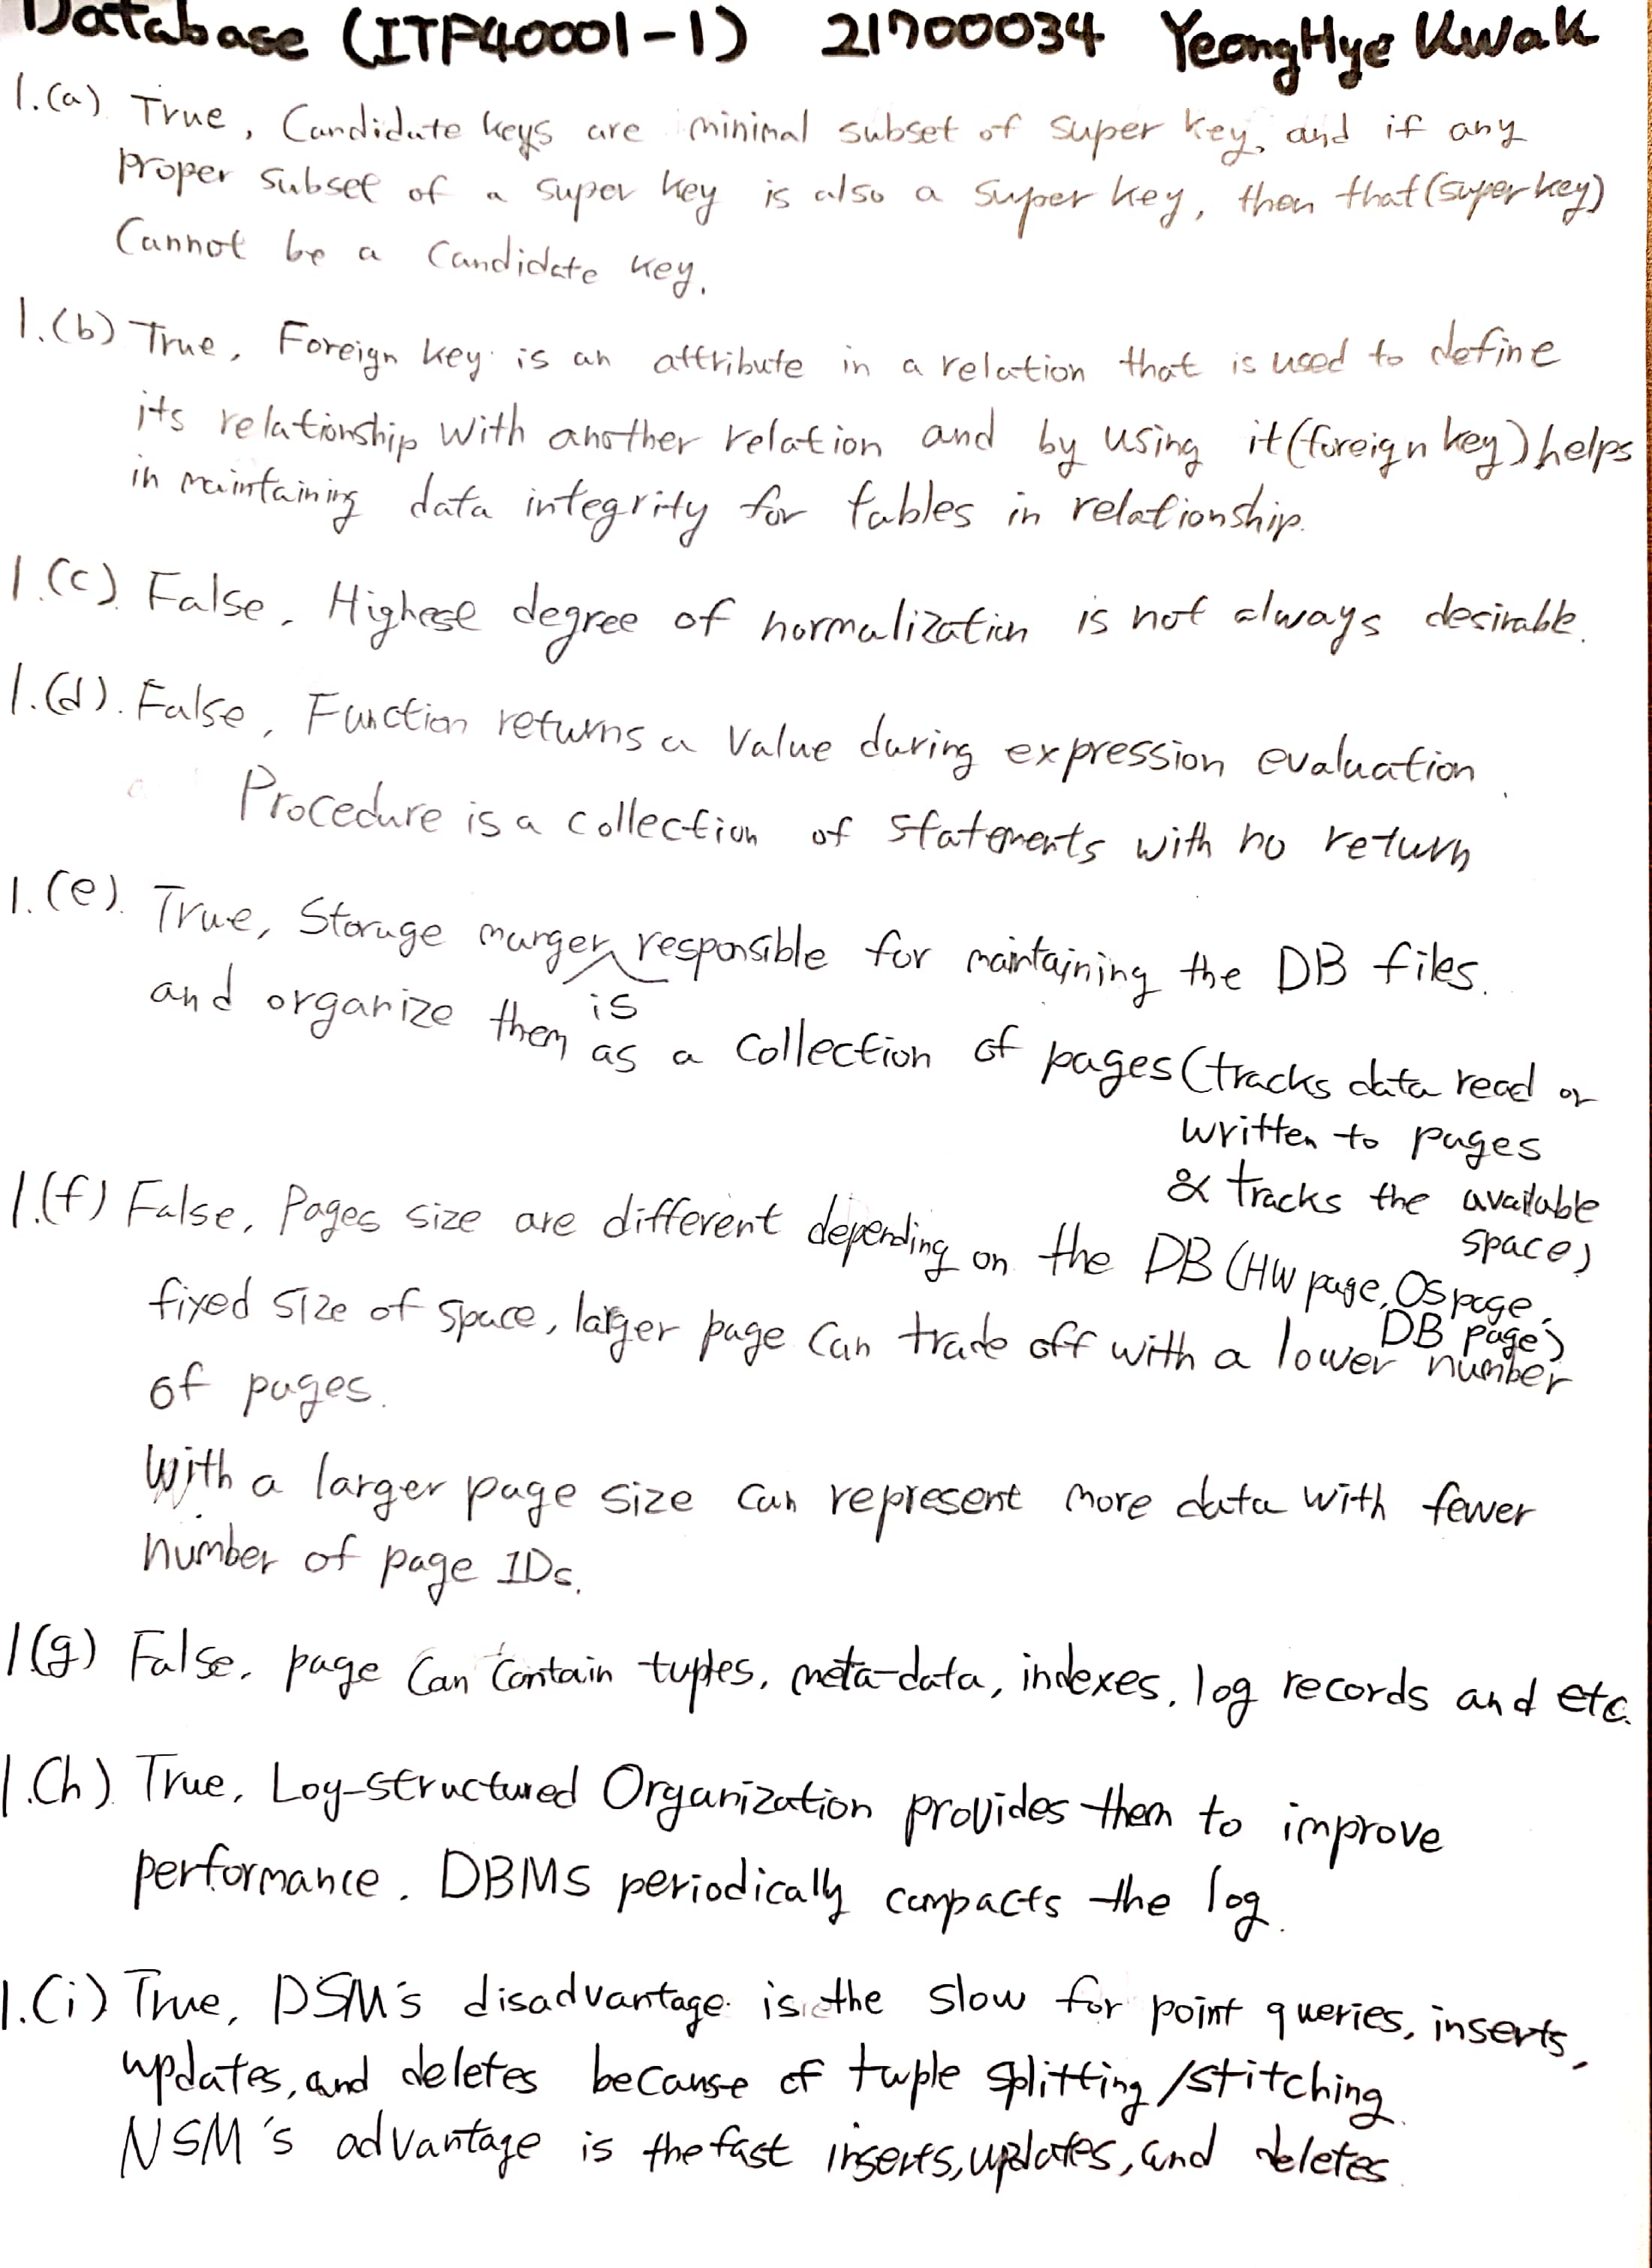 Database (ITP40001-1) 21700034 YeongHye Kwak
1.(a) True, Candidate keys are minimal subset of super key, and if any
proper subset of a super key is also a super key, then that (super key)
Cannot be a candidate key.
1.(b) True, Foreign key is an attribute in a relation that is used to define
its relationship with another relation and by using it (foreign key) helps
in maintaining data integrity for tables in relationship.
1.(c) False, Highest degree of normalization is not always desirable.
1.(d). False, Function returns a value during expression evaluation.
Procedure is a collection of statements with no return
1.(e). True, Storage manger is responsible for maintaining the DB files.
and organize them as a collection of pages (tracks data read or
written to pages
& tracks the available
space)
1.(f) False, Pages size are different depending on the DB (HW page, OS page,
DB page)
fixed size of space, larger page can trade off with a lower number
of pages.
With a larger page size can represent more data with fewer
number of page IDs.
1(g) False, page can contain tuples, meta-data, indexes, log records and etc.
1.(h). True, Log-structured Organization provides them to improve
performance. DBMS periodically compacts the log.
1.(i) True, DSM's disadvantage is the slow for point queries, inserts,
updates, and deletes because of tuple splitting/stitching.
NSM's advantage is the fast inserts, updates, and deletes.